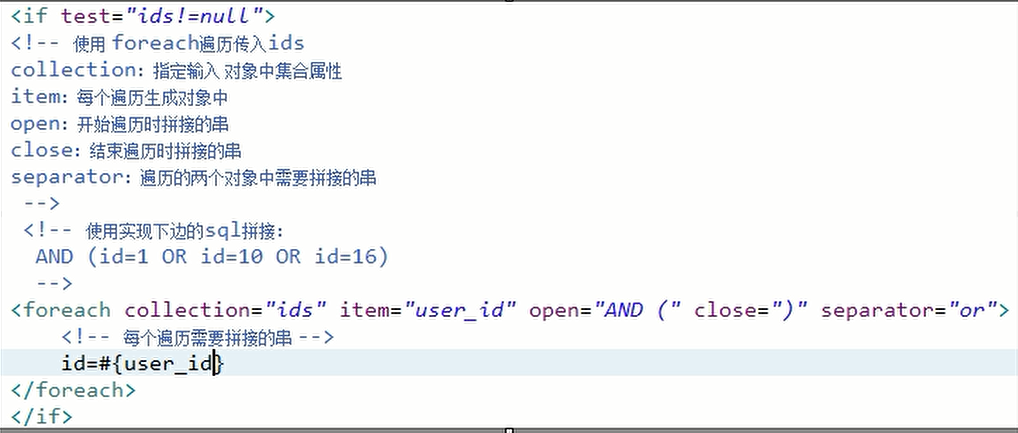 <if test="ids!=null">
<!-- 使用 foreach遍历传入ids
collection：指定输入 对象中集合属性
item：每个遍历生成对象中
open：开始遍历时拼接的串
close：结束遍历时拼接的串
separator：遍历的两个对象中需要拼接的串
-->
<!-- 使用实现下边的sql拼接：
AND (id=1 OR id=10 OR id=16)
-->
<foreach collection="ids" item="user_id" open="AND (" close=")" separator="or">
<!-- 每个遍历需要拼接的串 -->
id=#{user_id}
</foreach>
</if>